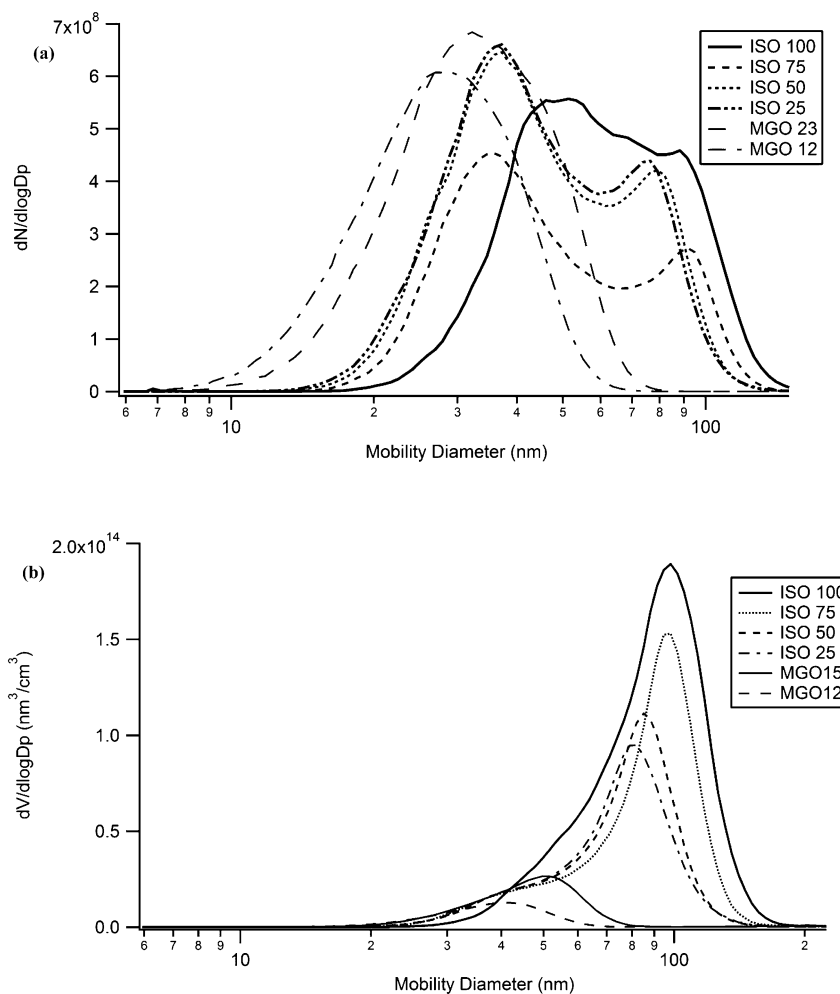 (a)
7x10⁸
6
5
4
3
2
1
0
dN/dlogDp
ISO 100
ISO 75
ISO 50
ISO 25
MGO 23
MGO 12
6 7 8 9 10 2 3 4 5 6 7 8 9 100
Mobility Diameter (nm)
(b)
2.0x10¹⁴
1.5
1.0
0.5
0.0
dV/dlogDp (nm³/cm³)
ISO 100
ISO 75
ISO 50
ISO 25
MGO15
MGO12
6 7 8 9 10 2 3 4 5 6 7 8 9 100 2
Mobility Diameter (nm)